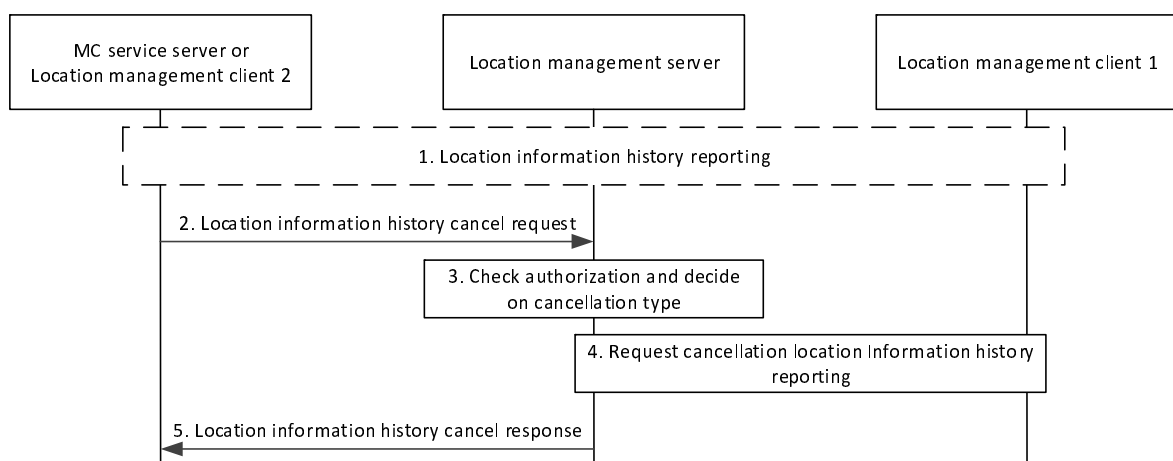 MC service server or
Location management client 2
Location management server
Location management client 1
1. Location information history reporting
2. Location information history cancel request
3. Check authorization and decide
on cancellation type
4. Request cancellation location Information history
reporting
5. Location information history cancel response